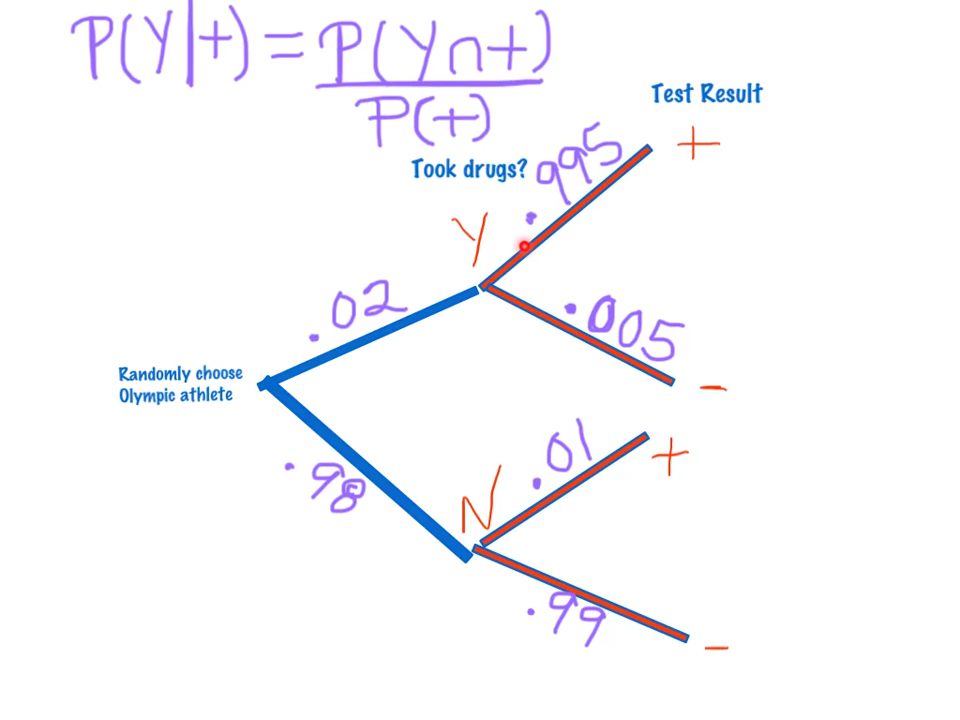 P(Y|+) = P(Y∩+)
P(+)
Test Result
+
Took drugs?
.995
Y
.02
.005
Randomly choose
Olympic athlete
-
.01
+
.98
N
.99
-